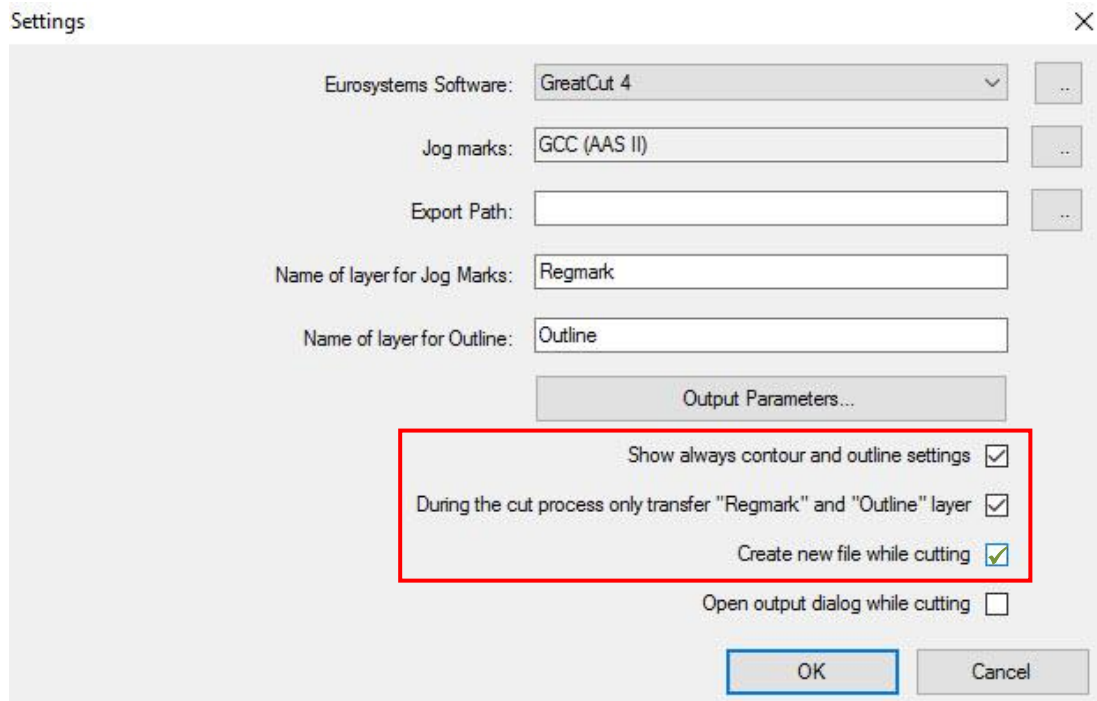 Settings
Eurosystems Software: GreatCut 4 ..
Jog marks: GCC (AAS II) ..
Export Path: ..
Name of layer for Jog Marks: Regmark
Name of layer for Outline: Outline
Output Parameters...
Show always contour and outline settings
During the cut process only transfer "Regmark" and "Outline" layer
Create new file while cutting
Open output dialog while cutting
OK Cancel